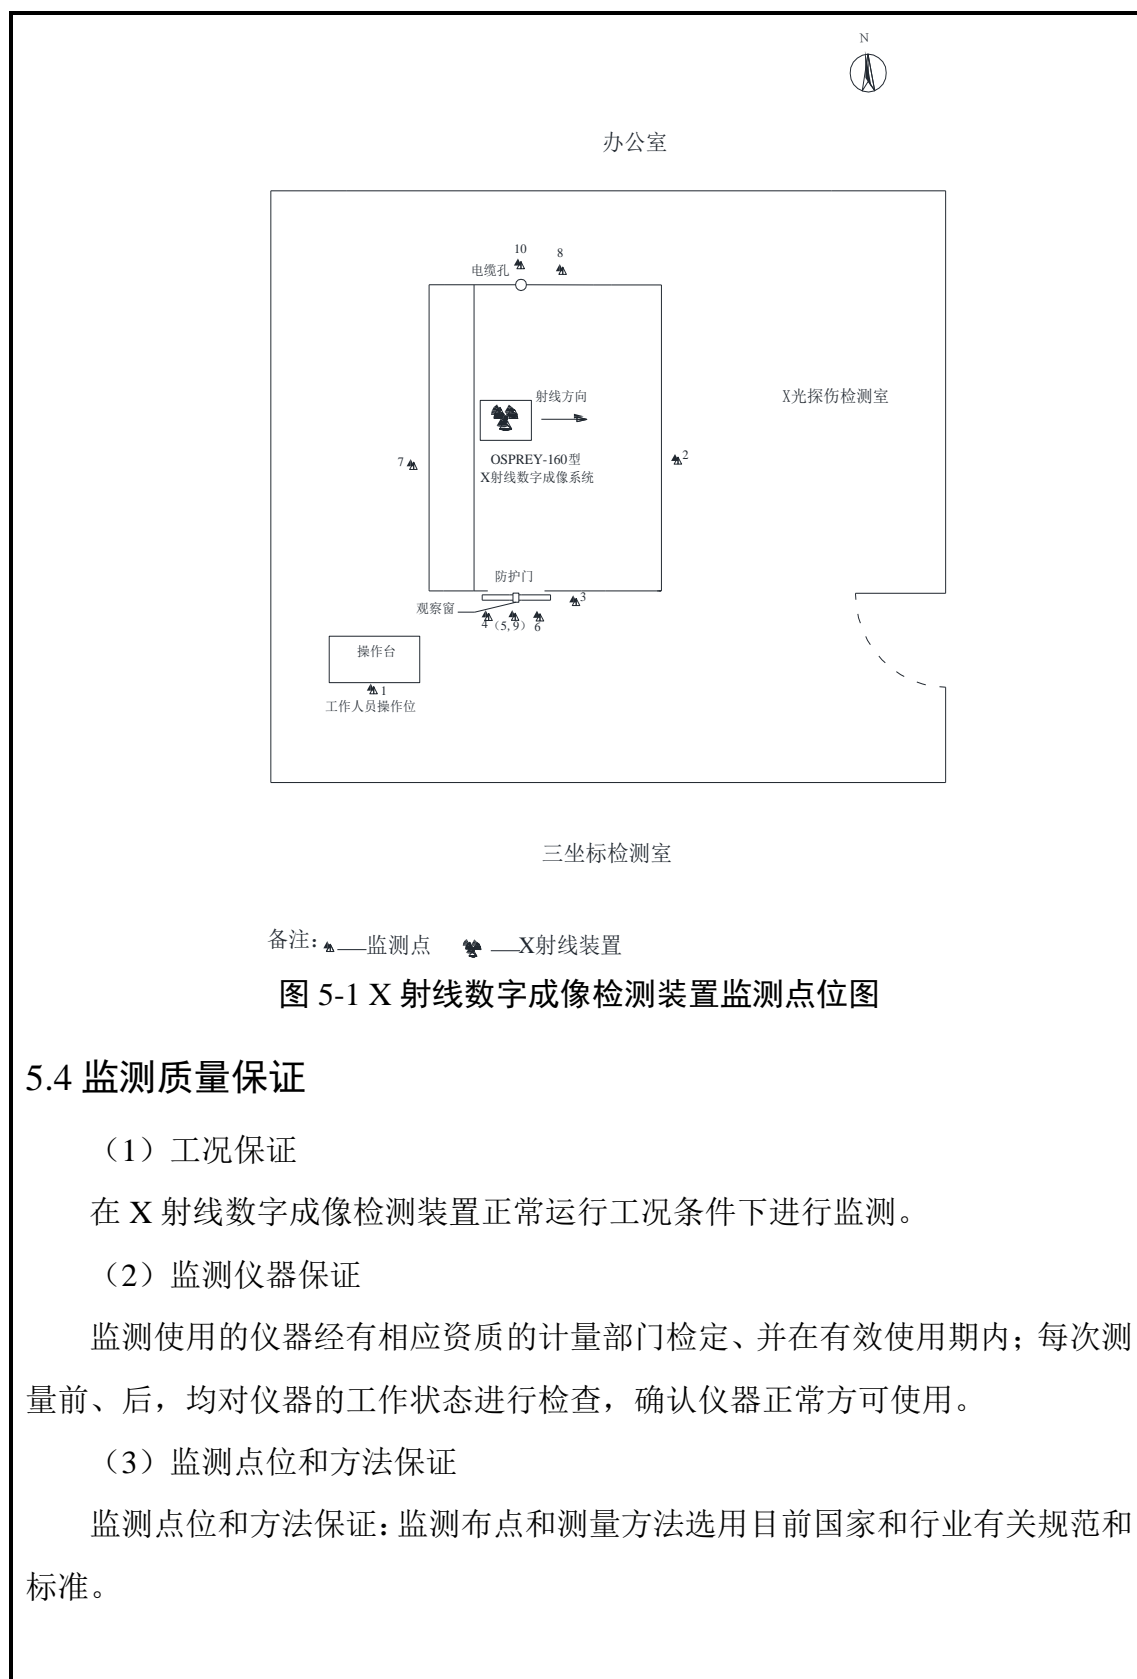 N
办公室
10
8
电缆孔
射线方向
X光探伤检测室
OSPREY-160型
X射线数字成像系统
7
2
防护门
观察窗
3
4
(5,9)
6
操作台
1
工作人员操作位
三坐标检测室
备注: —监测点 —X射线装置
图 5-1 X 射线数字成像检测装置监测点位图
5.4 监测质量保证
（1）工况保证
在 X 射线数字成像检测装置正常运行工况条件下进行监测。
（2）监测仪器保证
监测使用的仪器经有相应资质的计量部门检定、并在有效使用期内；每次测
量前、后，均对仪器的工作状态进行检查，确认仪器正常方可使用。
（3）监测点位和方法保证
监测点位和方法保证：监测布点和测量方法选用目前国家和行业有关规范和
标准。